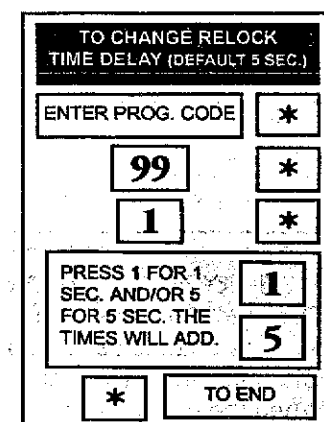 TO CHANGE RELOCK
TIME DELAY (DEFAULT 5 SEC.)
ENTER PROG. CODE *
99 *
1 *
PRESS 1 FOR 1
SEC. AND/OR 5
FOR 5 SEC. THE
TIMES WILL ADD.
1
5
* TO END